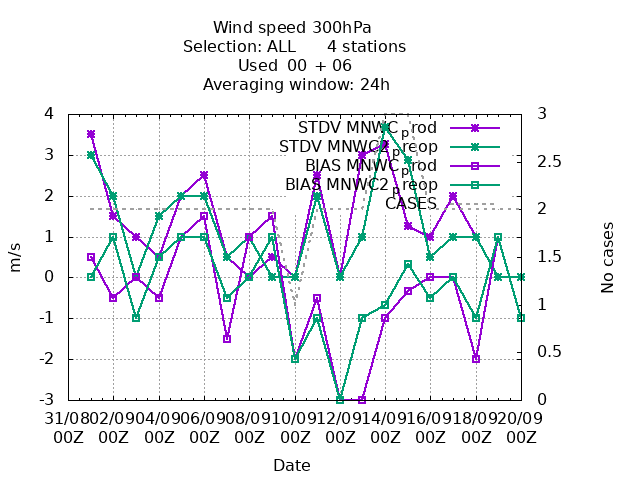 Wind speed 300hPa
Selection: ALL 4 stations
Used 00 + 06
Averaging window: 24h
4
3
2
1
0
-1
-2
-3
m/s
3
2.5
2
1.5
1
0.5
0
No cases
STDV MNWC_prod
STDV MNWC2_preop
BIAS MNWC_prod
BIAS MNWC2_preop
CASES
31/08 02/09 04/09 06/09 08/09 10/09 12/09 14/09 16/09 18/09 20/09
00Z 00Z 00Z 00Z 00Z 00Z 00Z 00Z 00Z 00Z 00Z
Date